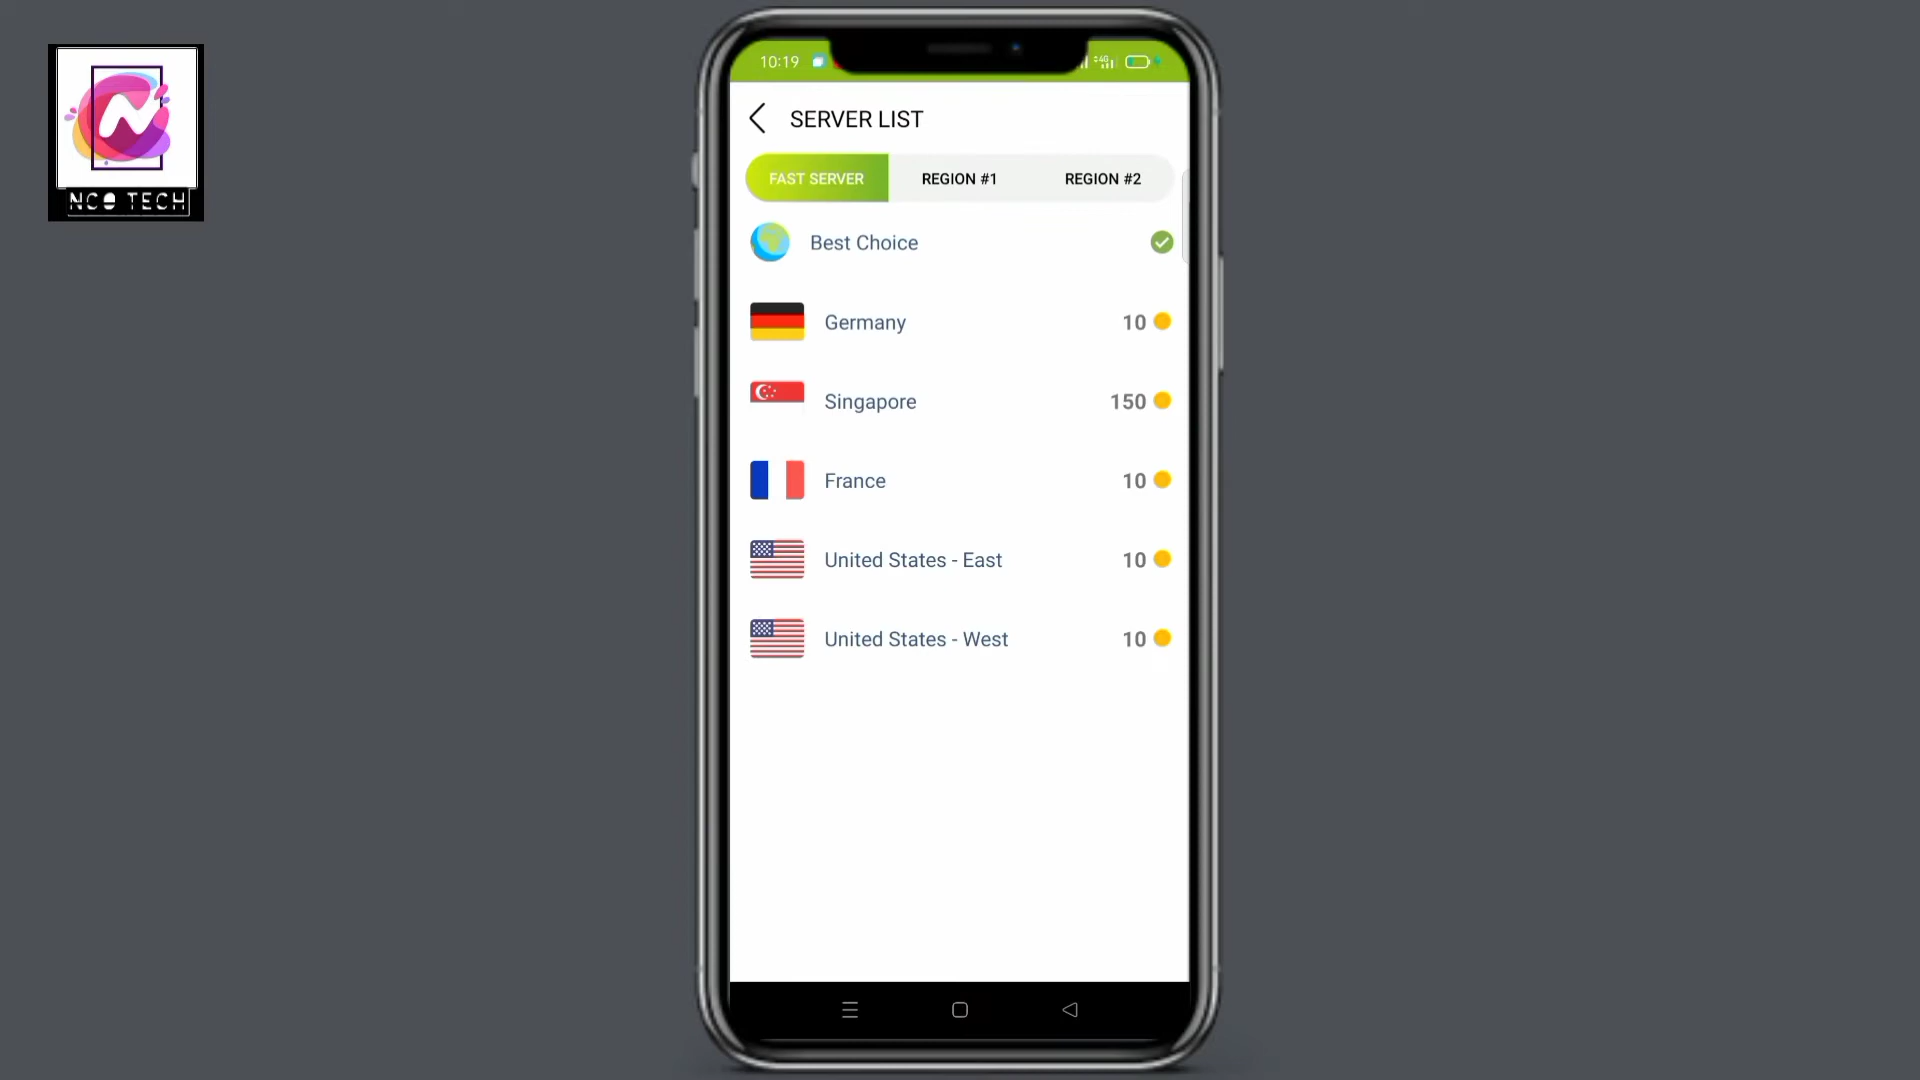 NCO TECH
10:19
4G
SERVER LIST
FAST SERVER
REGION #1
REGION #2
Best Choice
Germany 10
Singapore 150
France 10
United States - East 10
United States - West 10